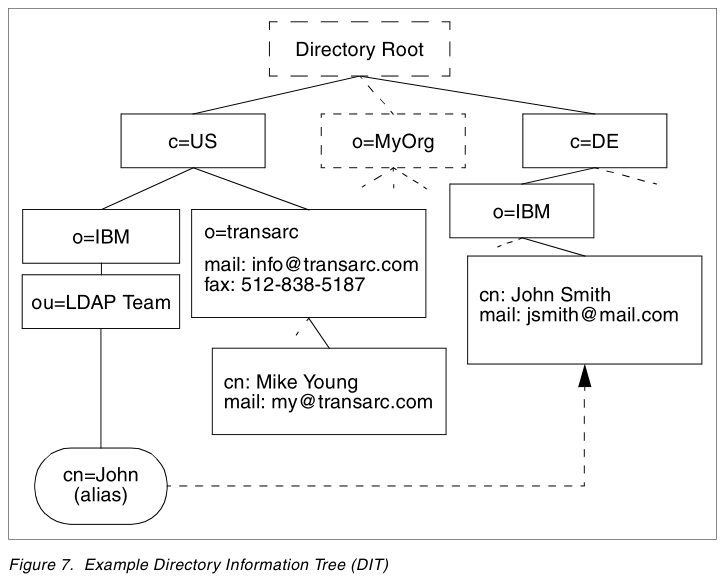 Directory Root
c=US
o=MyOrg
c=DE
o=IBM
o=IBM
o=transarc
mail: info@transarc.com
fax: 512-838-5187
ou=LDAP Team
cn: John Smith
mail: jsmith@mail.com
cn: Mike Young
mail: my@transarc.com
cn=John
(alias)
Figure 7. Example Directory Information Tree (DIT)